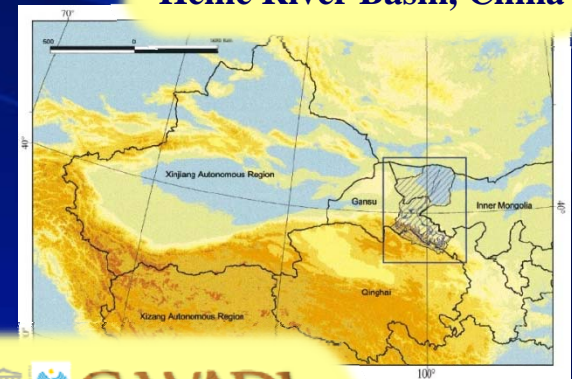 Heihe River Basin, China
70°
500
0
40°
Xinjiang Autonomous Region
Gansu
Inner Mongolia
40°
Qinghai
Xizang Autonomous Region
100°